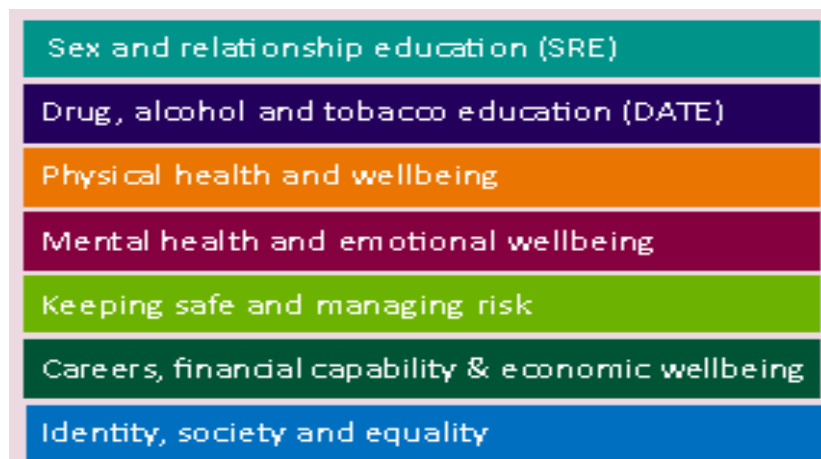 Sex and relationship education (SRE)
Drug, alcohol and tobacco education (DATE)
Physical health and wellbeing
Mental health and emotional wellbeing
Keeping safe and managing risk
Careers, financial capability & economic wellbeing
Identity, society and equality